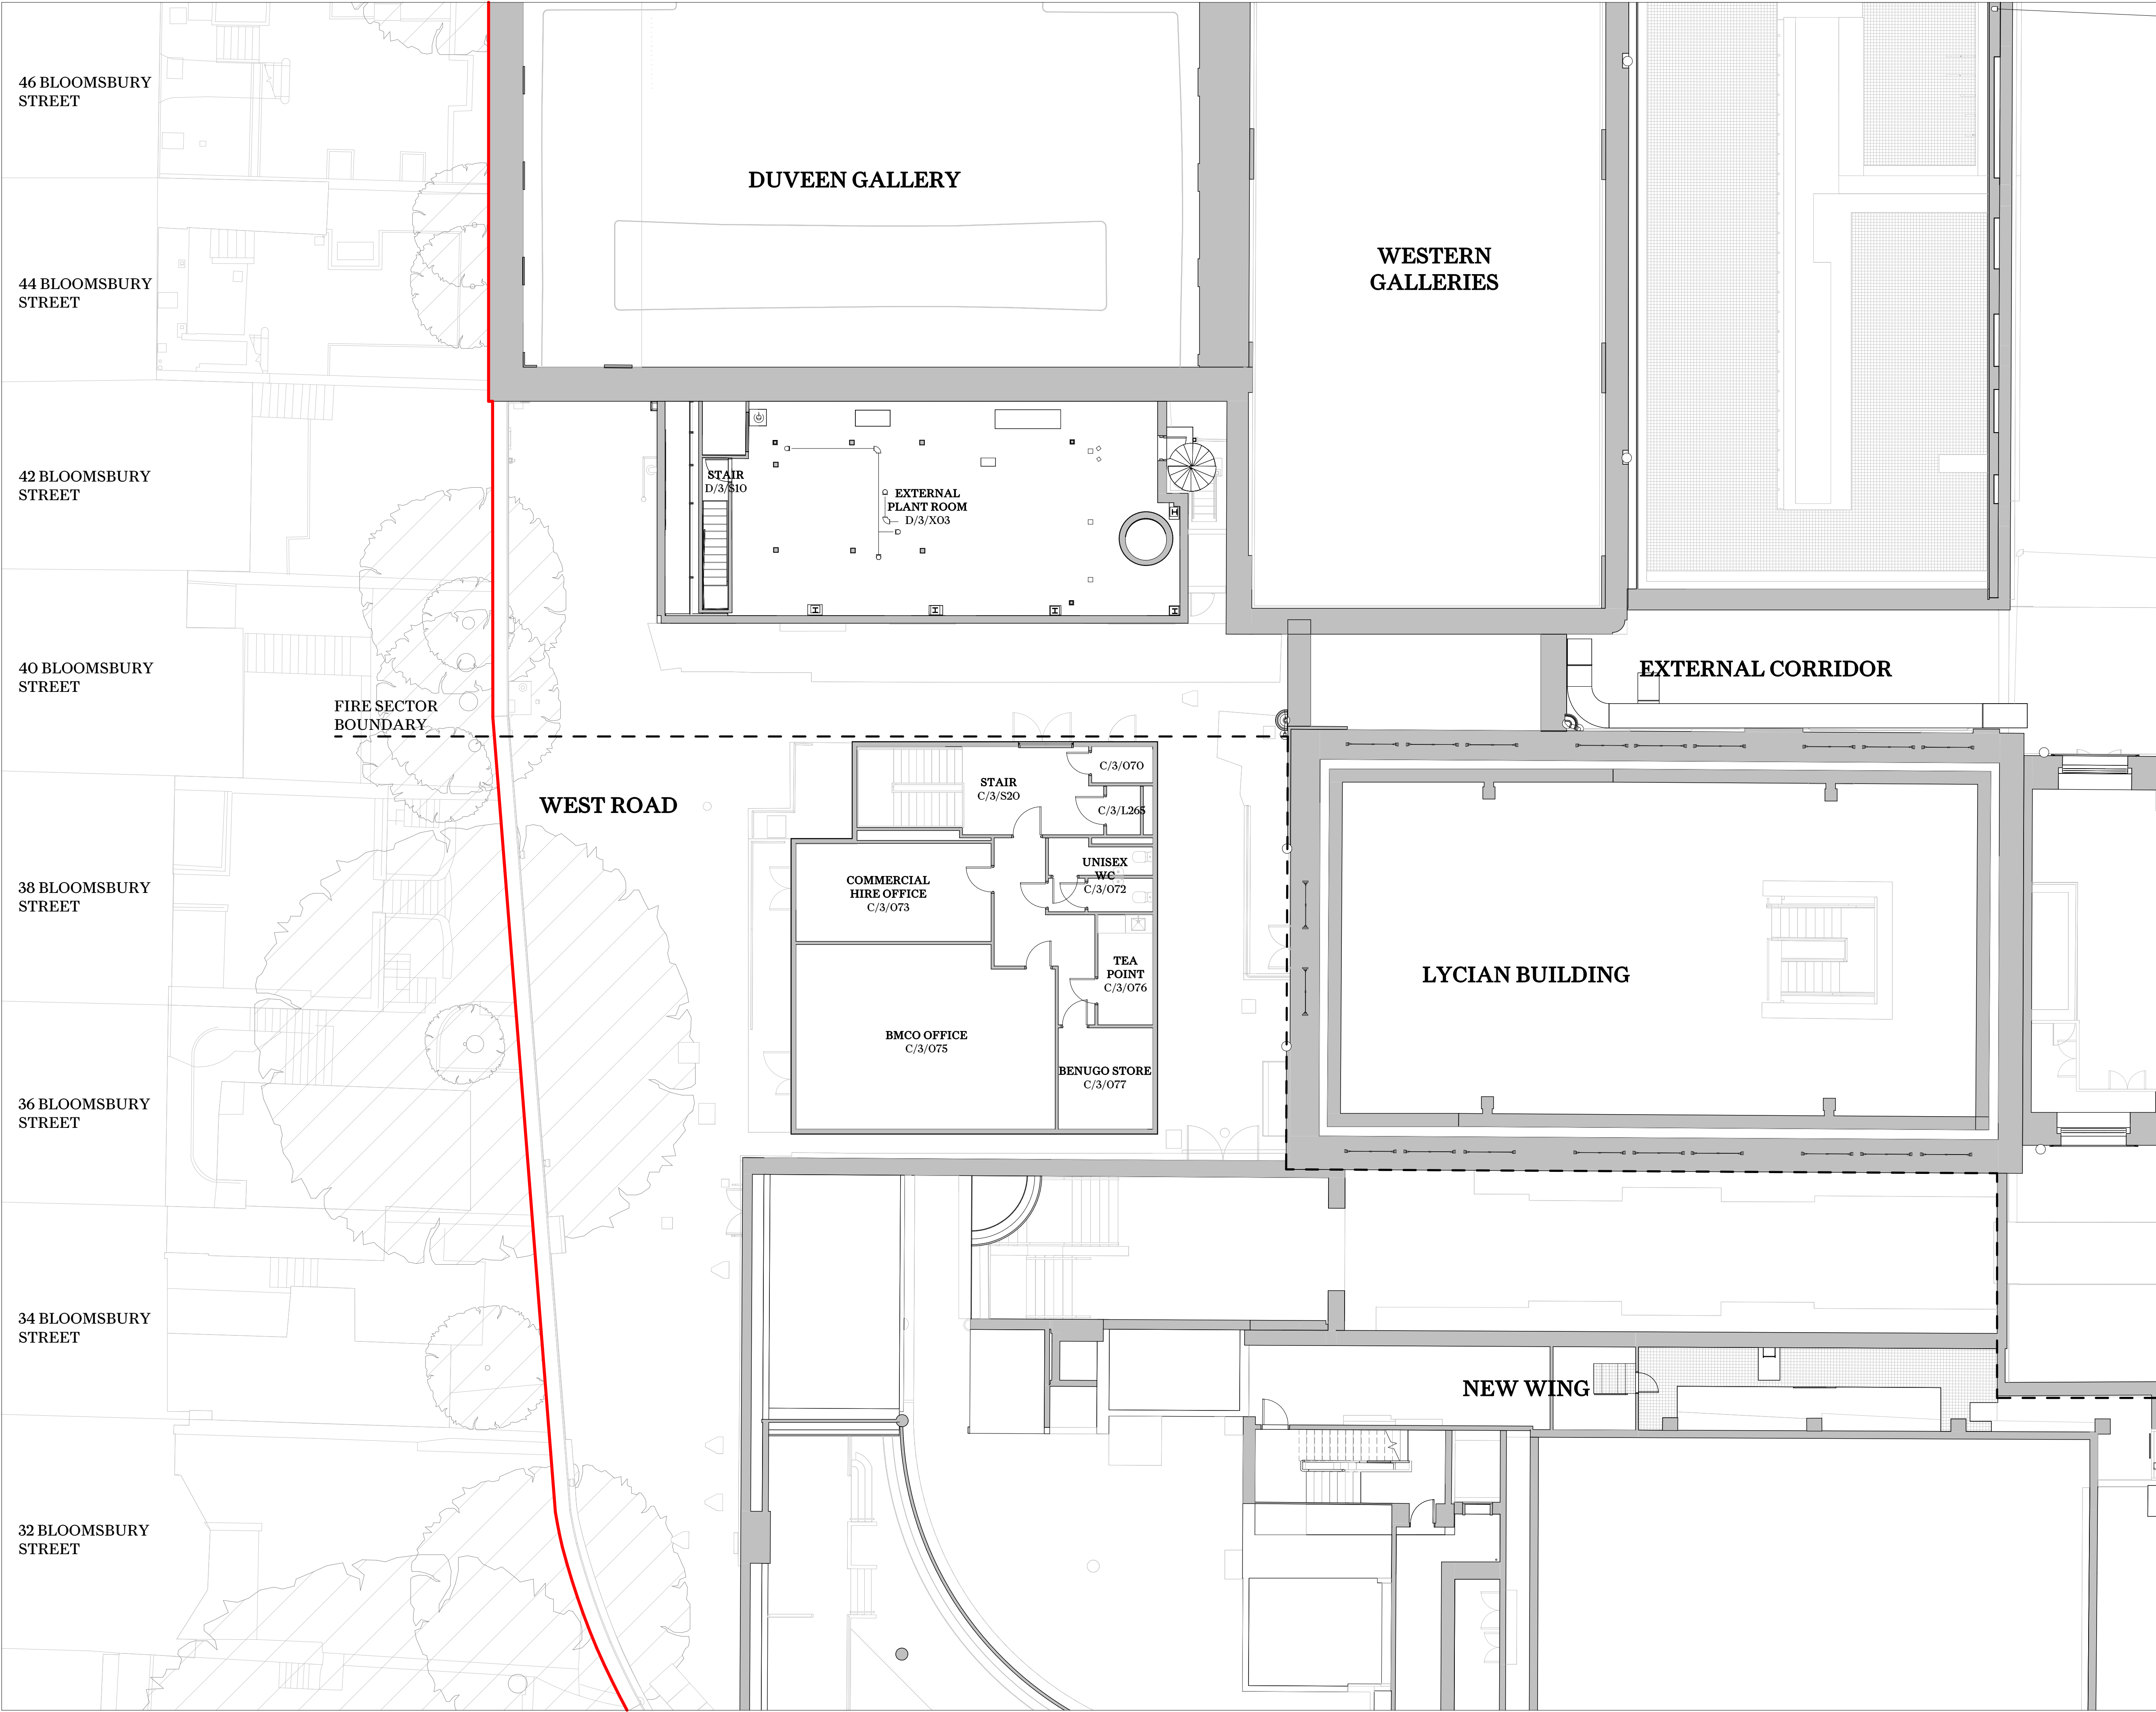 46 BLOOMSBURY
STREET
DUVEEN GALLERY
WESTERN
GALLERIES
44 BLOOMSBURY
STREET
42 BLOOMSBURY
STREET
STAIR
D/3/S10
EXTERNAL
PLANT ROOM
D/3/X03
40 BLOOMSBURY
STREET
EXTERNAL CORRIDOR
FIRE SECTOR
BOUNDARY
WEST ROAD
STAIR
C/3/S20
C/3/070
C/3/L265
38 BLOOMSBURY
STREET
COMMERCIAL
HIRE OFFICE
C/3/073
UNISEX
WC
C/3/072
TEA
POINT
C/3/076
LYCIAN BUILDING
BMCO OFFICE
C/3/075
BENUGO STORE
C/3/077
36 BLOOMSBURY
STREET
34 BLOOMSBURY
STREET
NEW WING
32 BLOOMSBURY
STREET